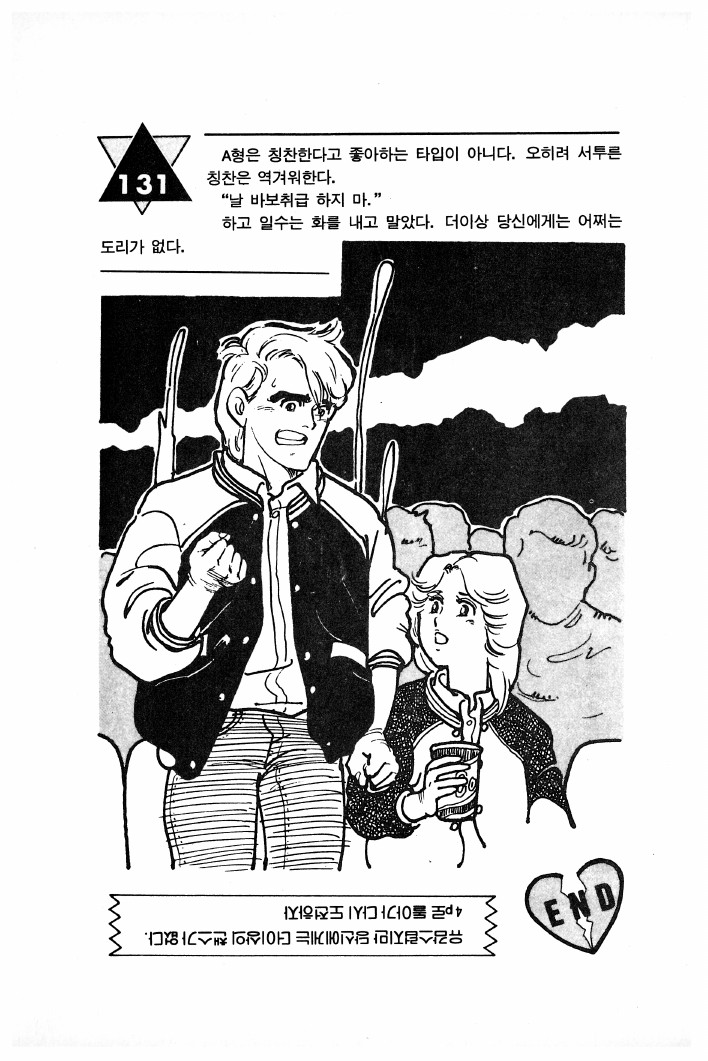 131
A형은 칭찬한다고 좋아하는 타입이 아니다. 오히려 서투른
칭찬은 역겨워한다.
“날 바보취급 하지 마.”
하고 일수는 화를 내고 말았다. 더이상 당신에게는 어쩌는
도리가 없다.
END
유감스럽지만 당신에게는 더이상의 챈스가 없다.
4p로 돌아가 다시 도전하자